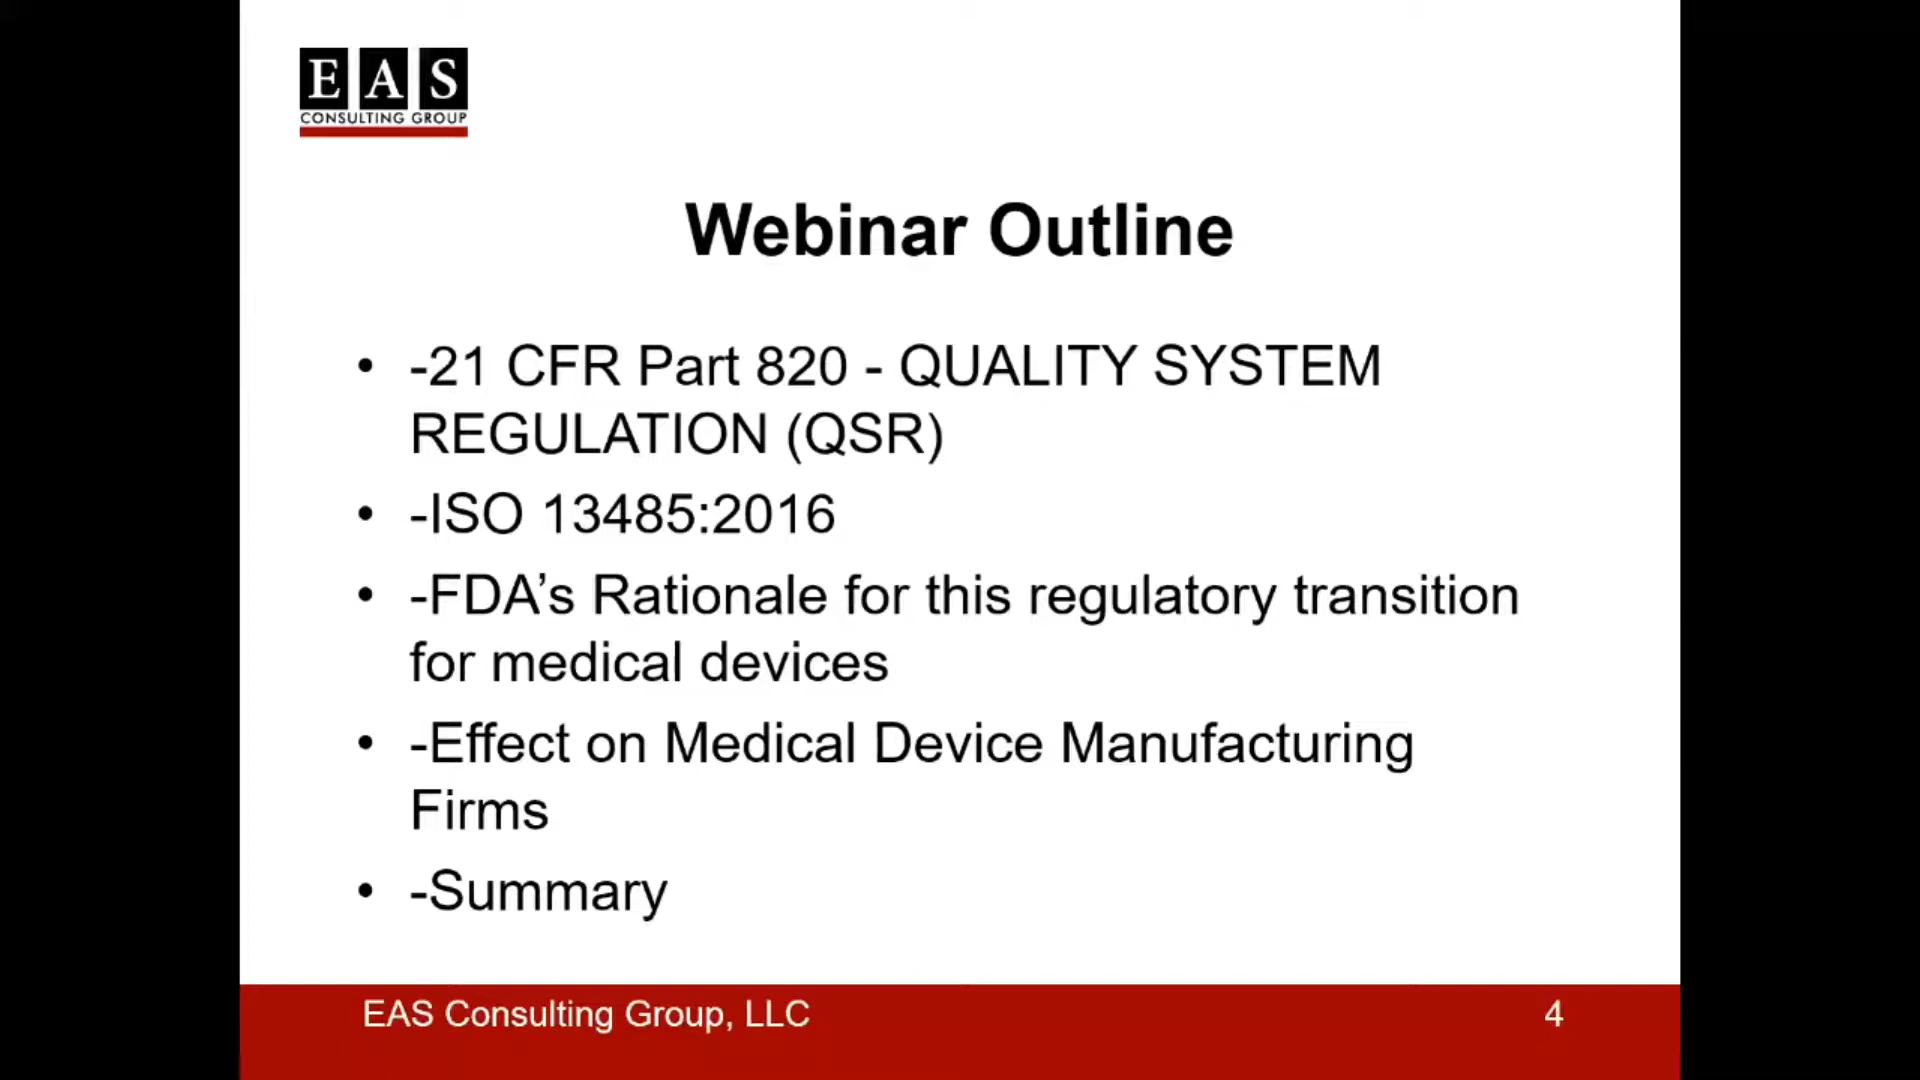 EAS
CONSULTING GROUP
Webinar Outline
• -21 CFR Part 820 - QUALITY SYSTEM
REGULATION (QSR)
• -ISO 13485:2016
• -FDA’s Rationale for this regulatory transition
for medical devices
• -Effect on Medical Device Manufacturing
Firms
• -Summary
EAS Consulting Group, LLC
4